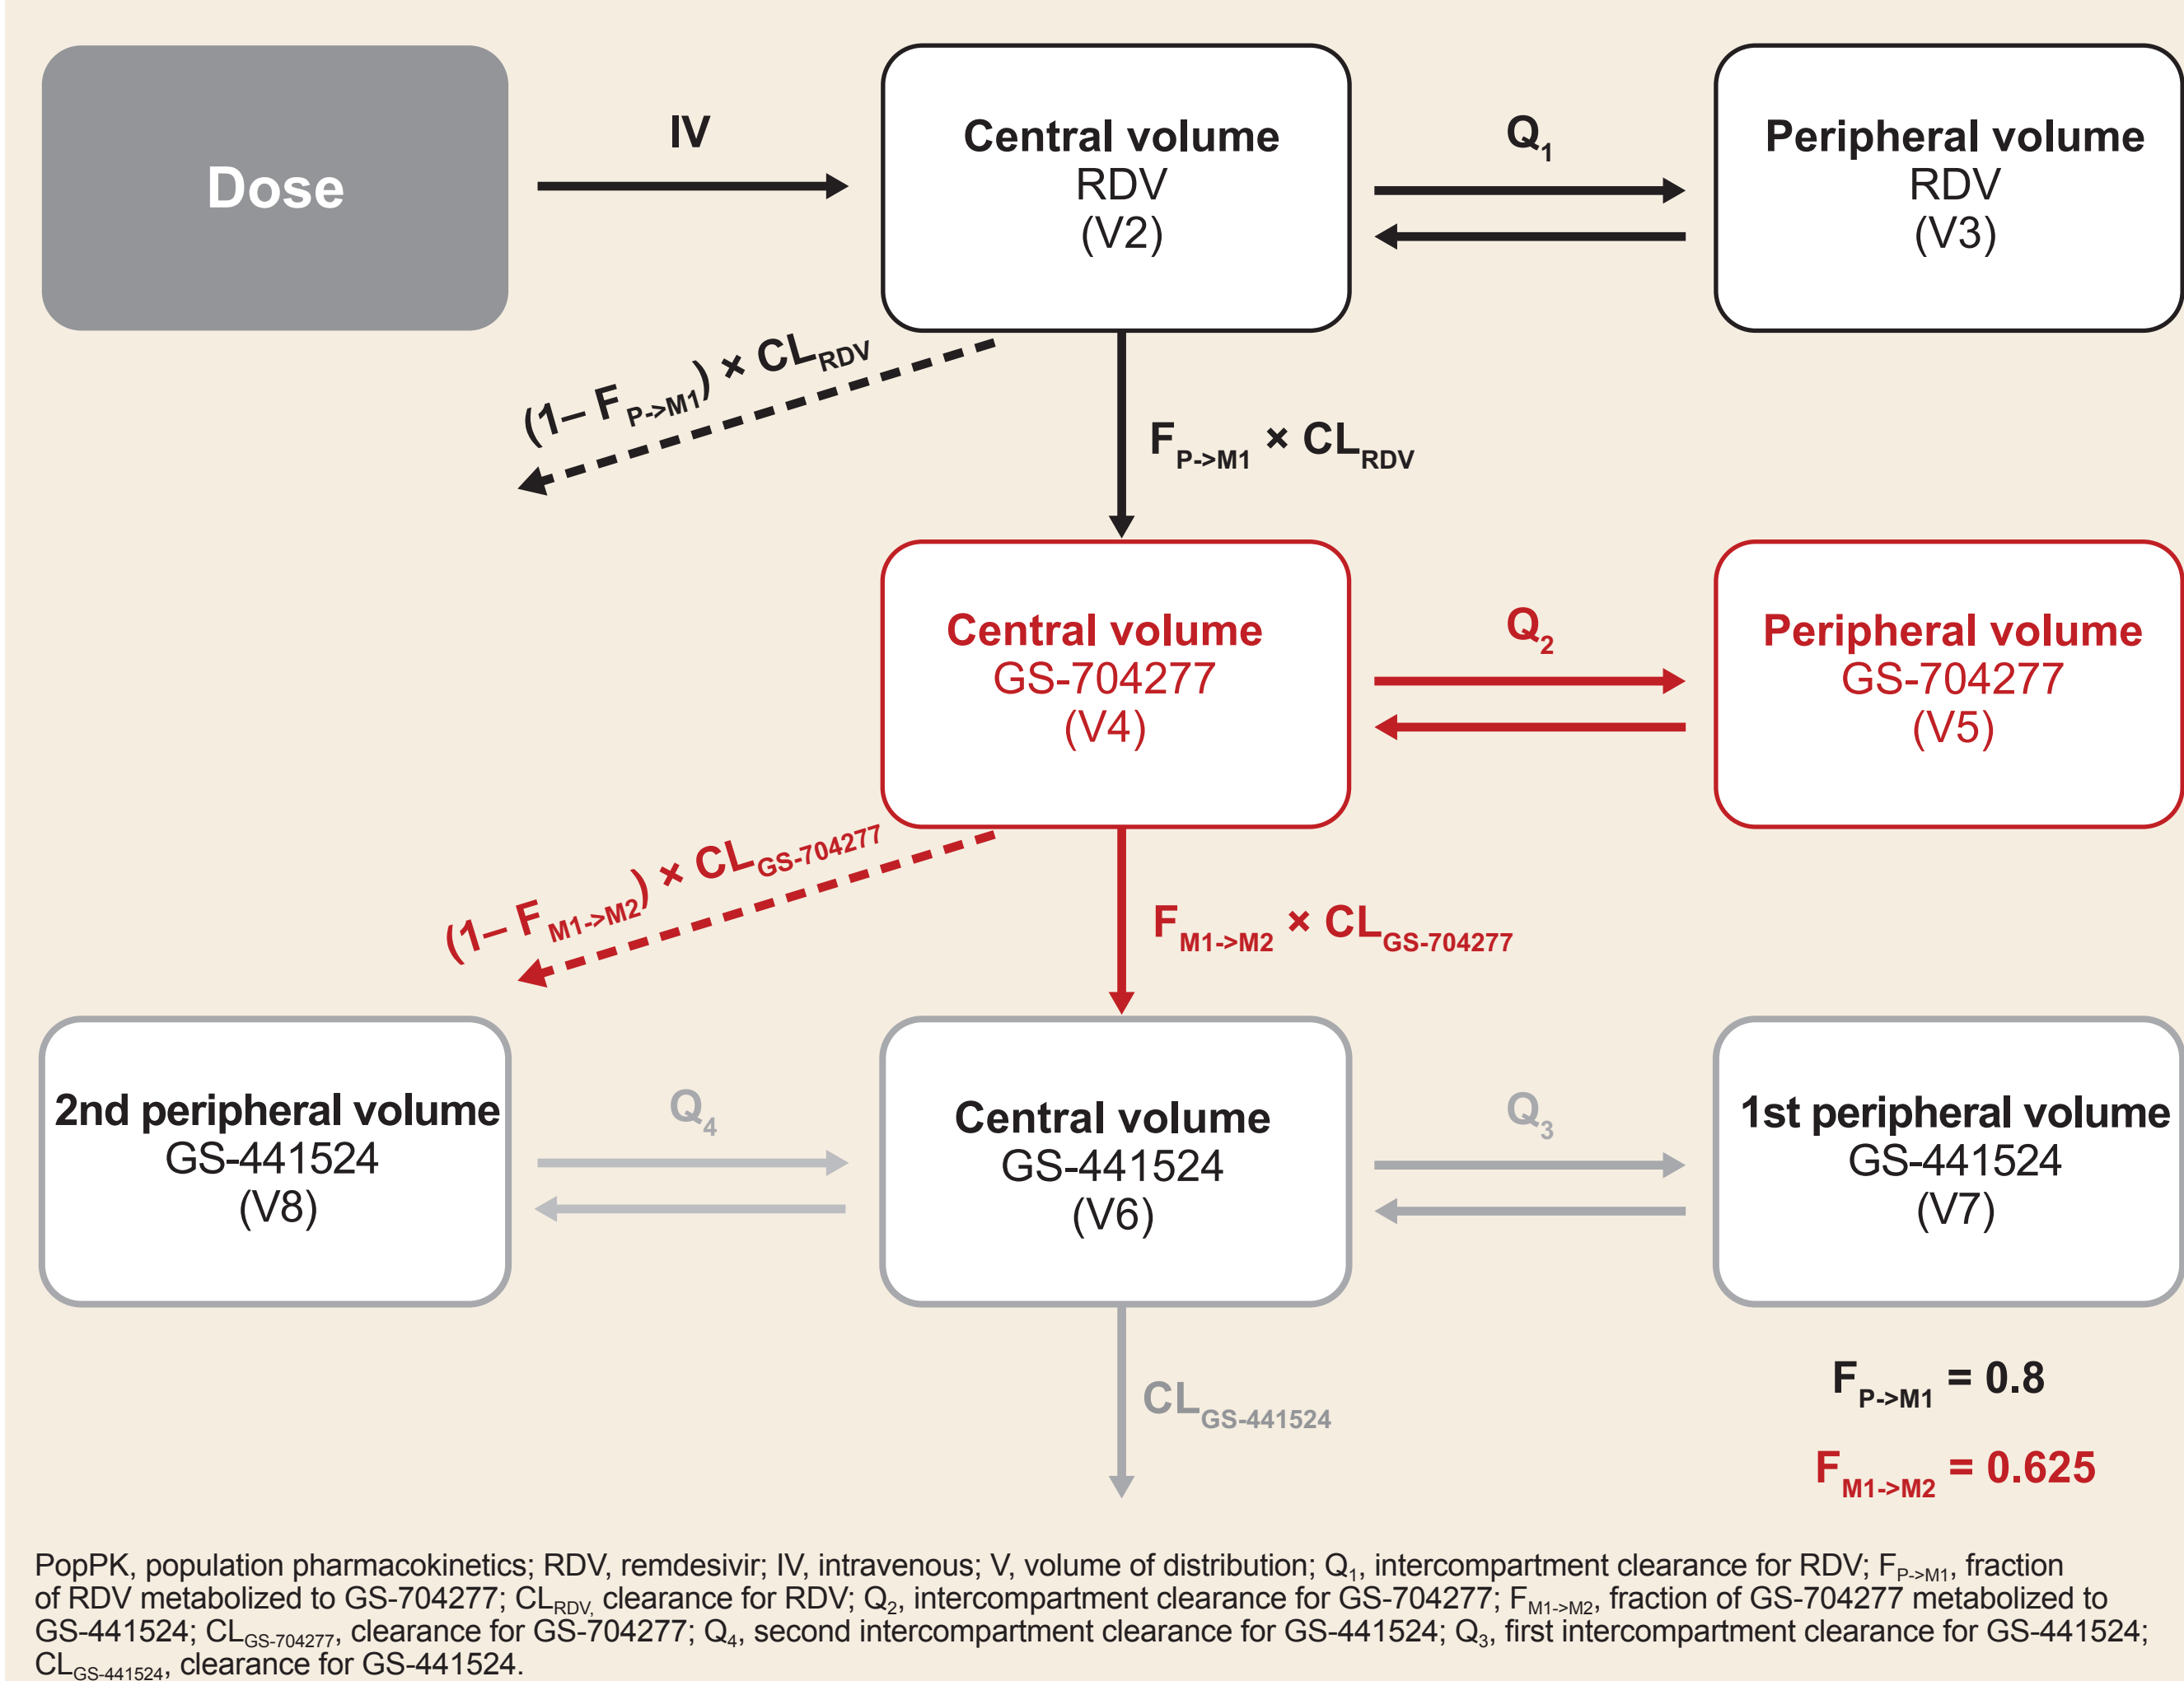 Dose
IV
Central volume
RDV
(V2)
Q1
Peripheral volume
RDV
(V3)
(1– FP->M1) × CLRDV
FP->M1 × CLRDV
Central volume
GS-704277
(V4)
Q2
Peripheral volume
GS-704277
(V5)
(1– FM1->M2) × CLGS-704277
FM1->M2 × CLGS-704277
2nd peripheral volume
GS-441524
(V8)
Q4
Central volume
GS-441524
(V6)
Q3
1st peripheral volume
GS-441524
(V7)
CLGS-441524
FP->M1 = 0.8
FM1->M2 = 0.625
PopPK, population pharmacokinetics; RDV, remdesivir; IV, intravenous; V, volume of distribution; Q1, intercompartment clearance for RDV; FP->M1, fraction
of RDV metabolized to GS-704277; CLRDV, clearance for RDV; Q2, intercompartment clearance for GS-704277; FM1->M2, fraction of GS-704277 metabolized to
GS-441524; CLGS-704277, clearance for GS-704277; Q4, second intercompartment clearance for GS-441524; Q3, first intercompartment clearance for GS-441524;
CLGS-441524, clearance for GS-441524.